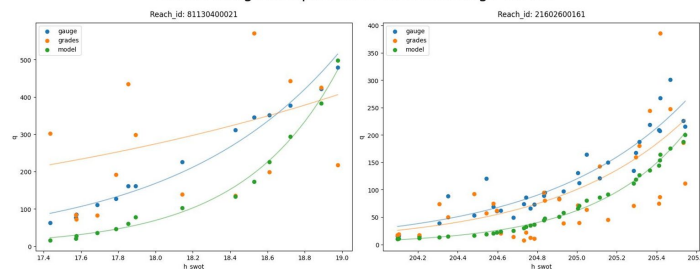 Reach_id: 81130400021
gauge
grades
model
q
500
400
300
200
100
0
17.4
17.6
17.8
18.0
18.2
18.4
18.6
18.8
19.0
h_swot
Reach_id: 21602600161
gauge
grades
model
q
400
350
300
250
200
150
100
50
0
204.2
204.4
204.6
204.8
205.0
205.2
205.4
h_swot